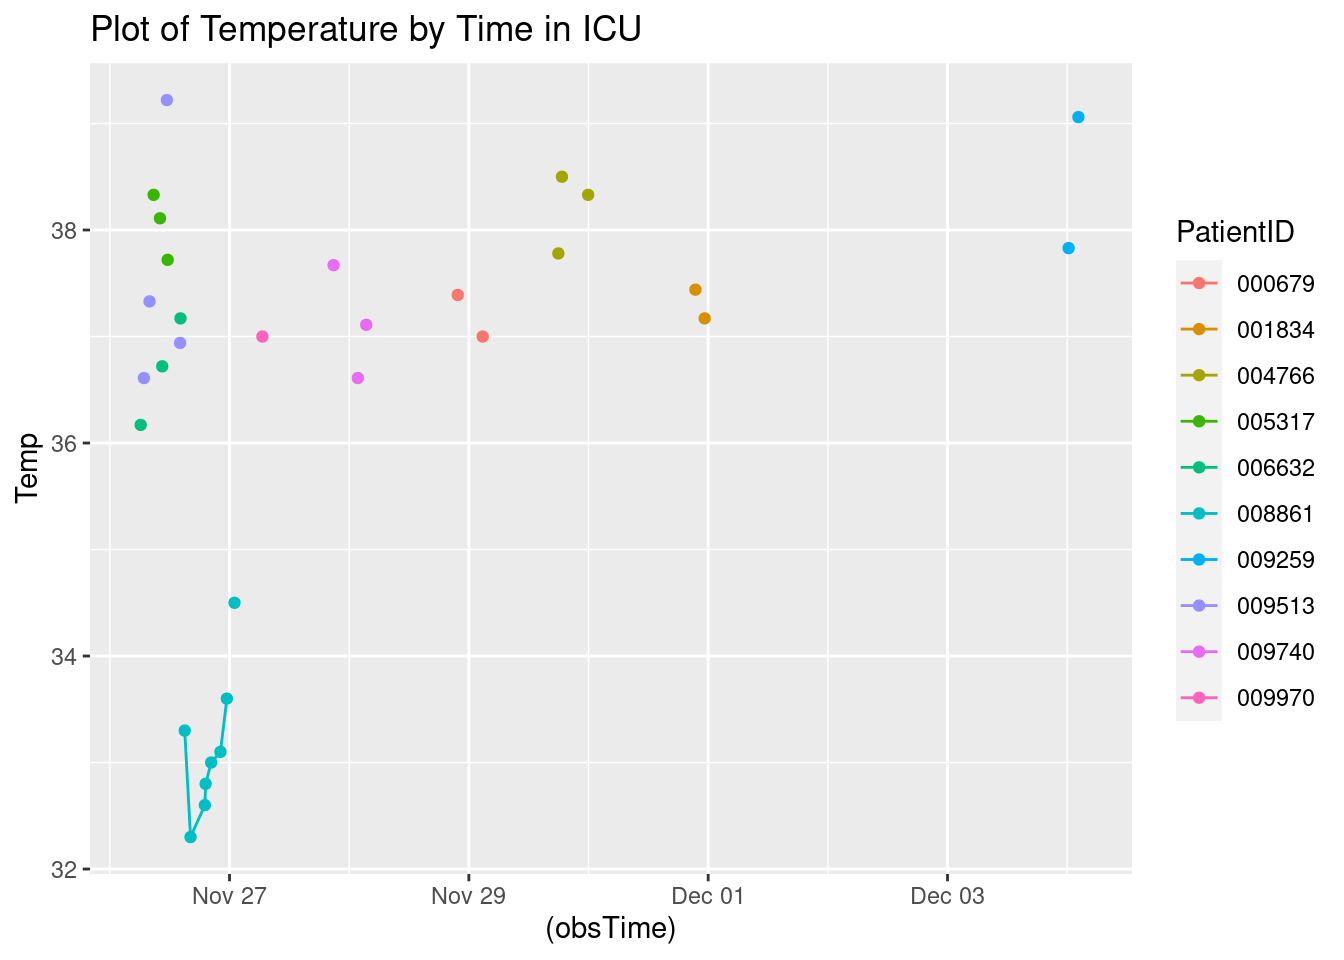 Plot of Temperature by Time in ICU
Temp
38
36
34
32
Nov 27
Nov 29
Dec 01
Dec 03
(obsTime)
PatientID
000679
001834
004766
005317
006632
008861
009259
009513
009740
009970